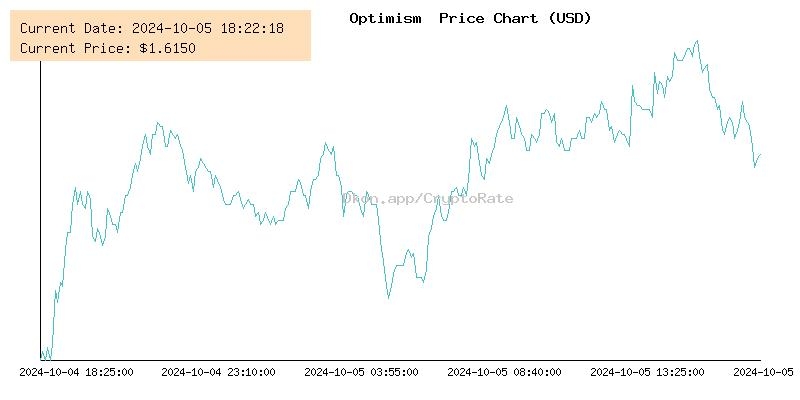 Optimism  Price Chart (USD)
Current Date: 2024-10-05 18:22:18
Current Price: $1.6150
Ohon.app/CryptoRate
2024-10-04 18:25:00 2024-10-04 23:10:00 2024-10-05 03:55:00 2024-10-05 08:40:00 2024-10-05 13:25:00 2024-10-05